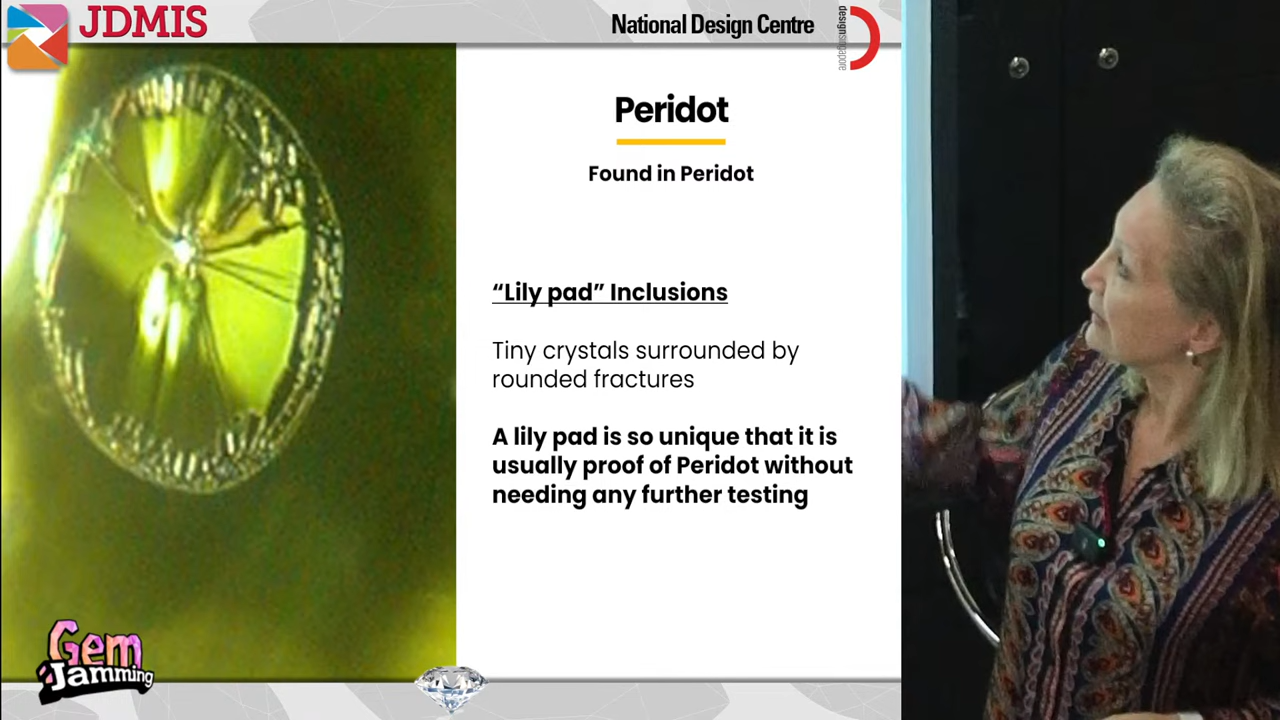 JDMIS
National Design Centre
designsingapore
Peridot
Found in Peridot
“Lily pad” Inclusions
Tiny crystals surrounded by
rounded fractures
A lily pad is so unique that it is
usually proof of Peridot without
needing any further testing
Gem
Jamming